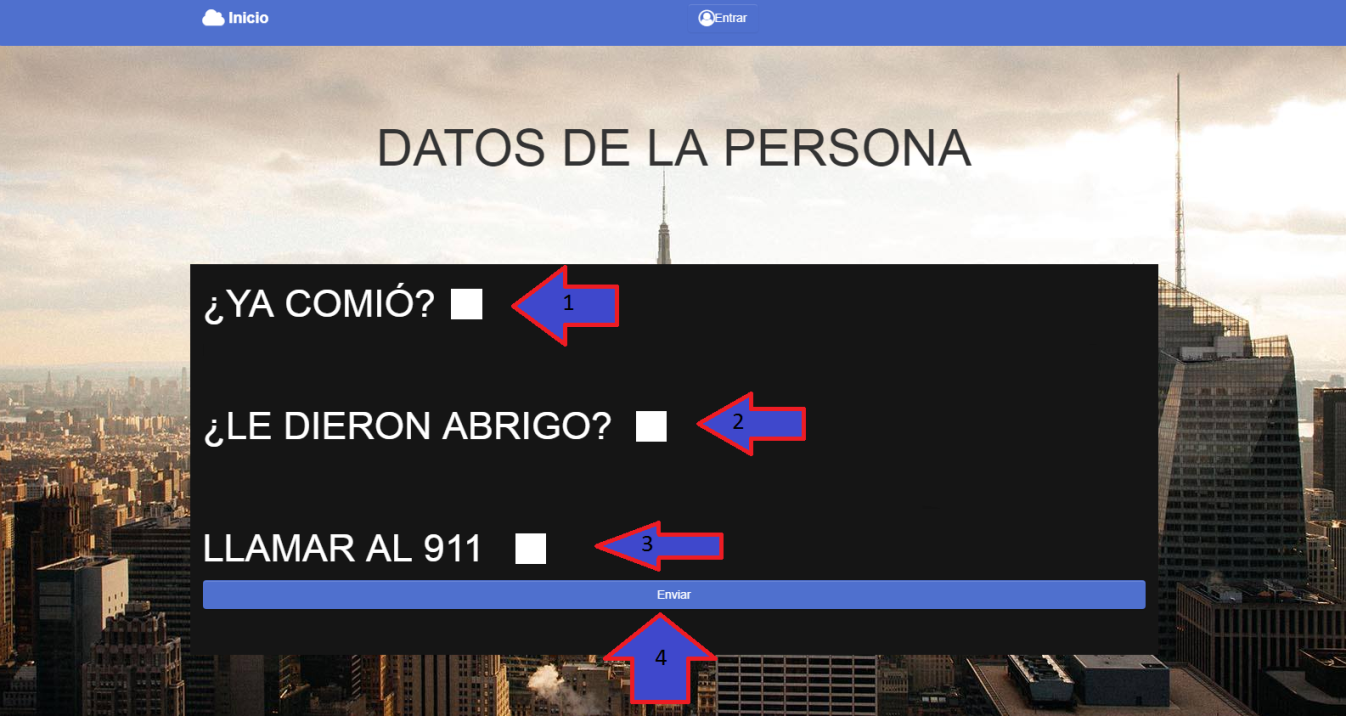 Inicio
Entrar
DATOS DE LA PERSONA
¿YA COMIÓ?
1
¿LE DIERON ABRIGO?
2
LLAMAR AL 911
3
Enviar
4